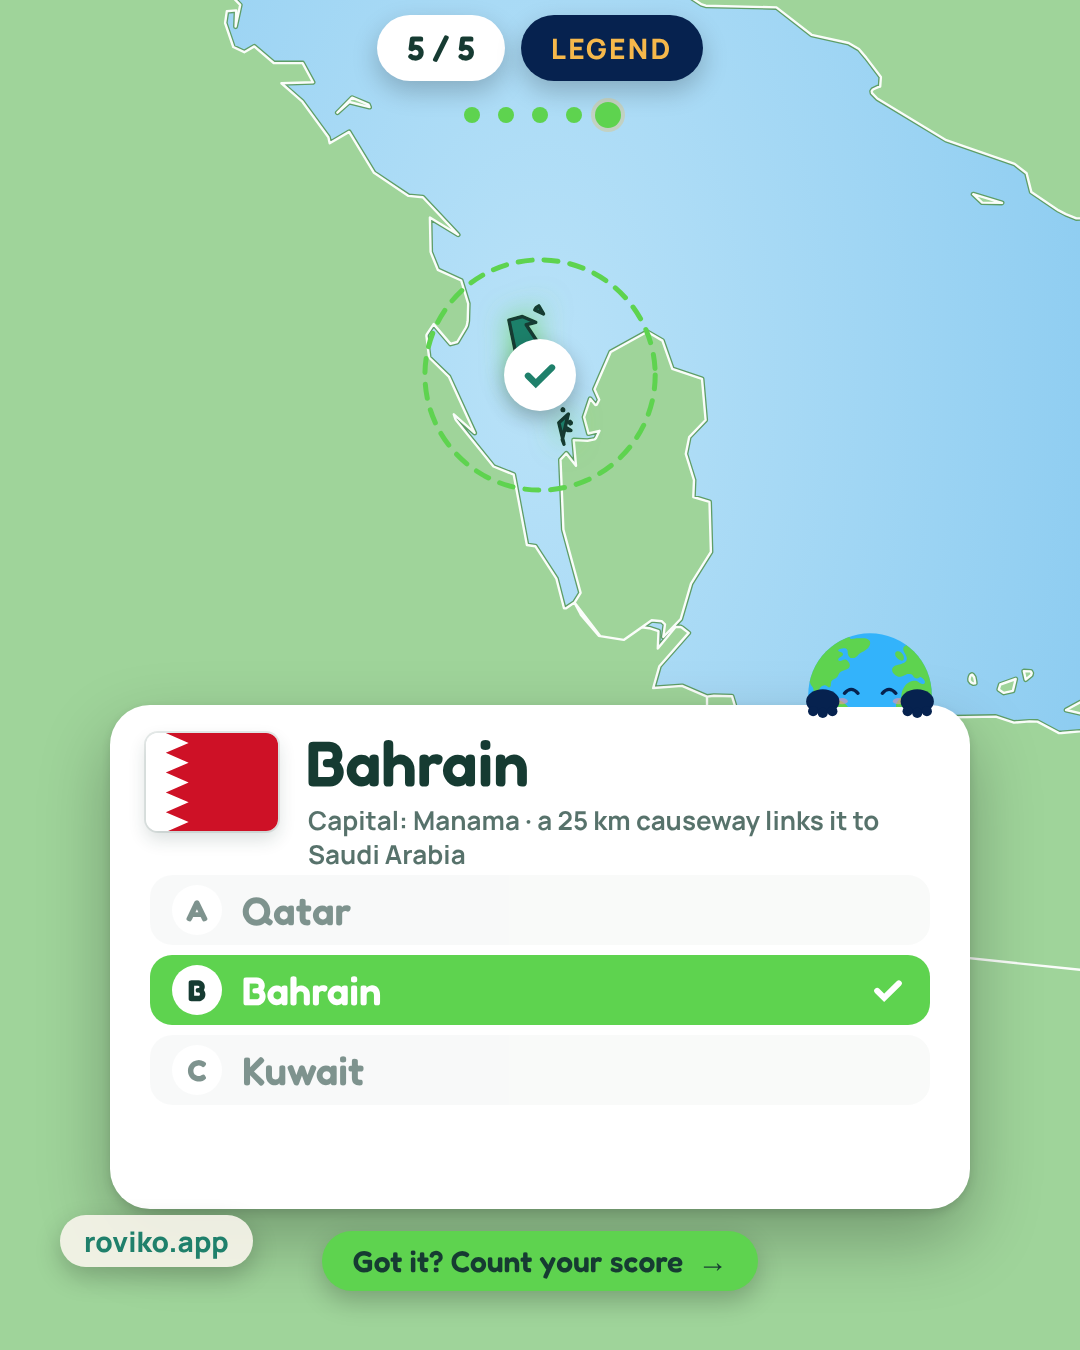 5 / 5
LEGEND
Bahrain
Capital: Manama · a 25 km causeway links it to
Saudi Arabia
A Qatar
B Bahrain
C Kuwait
roviko.app
Got it? Count your score →